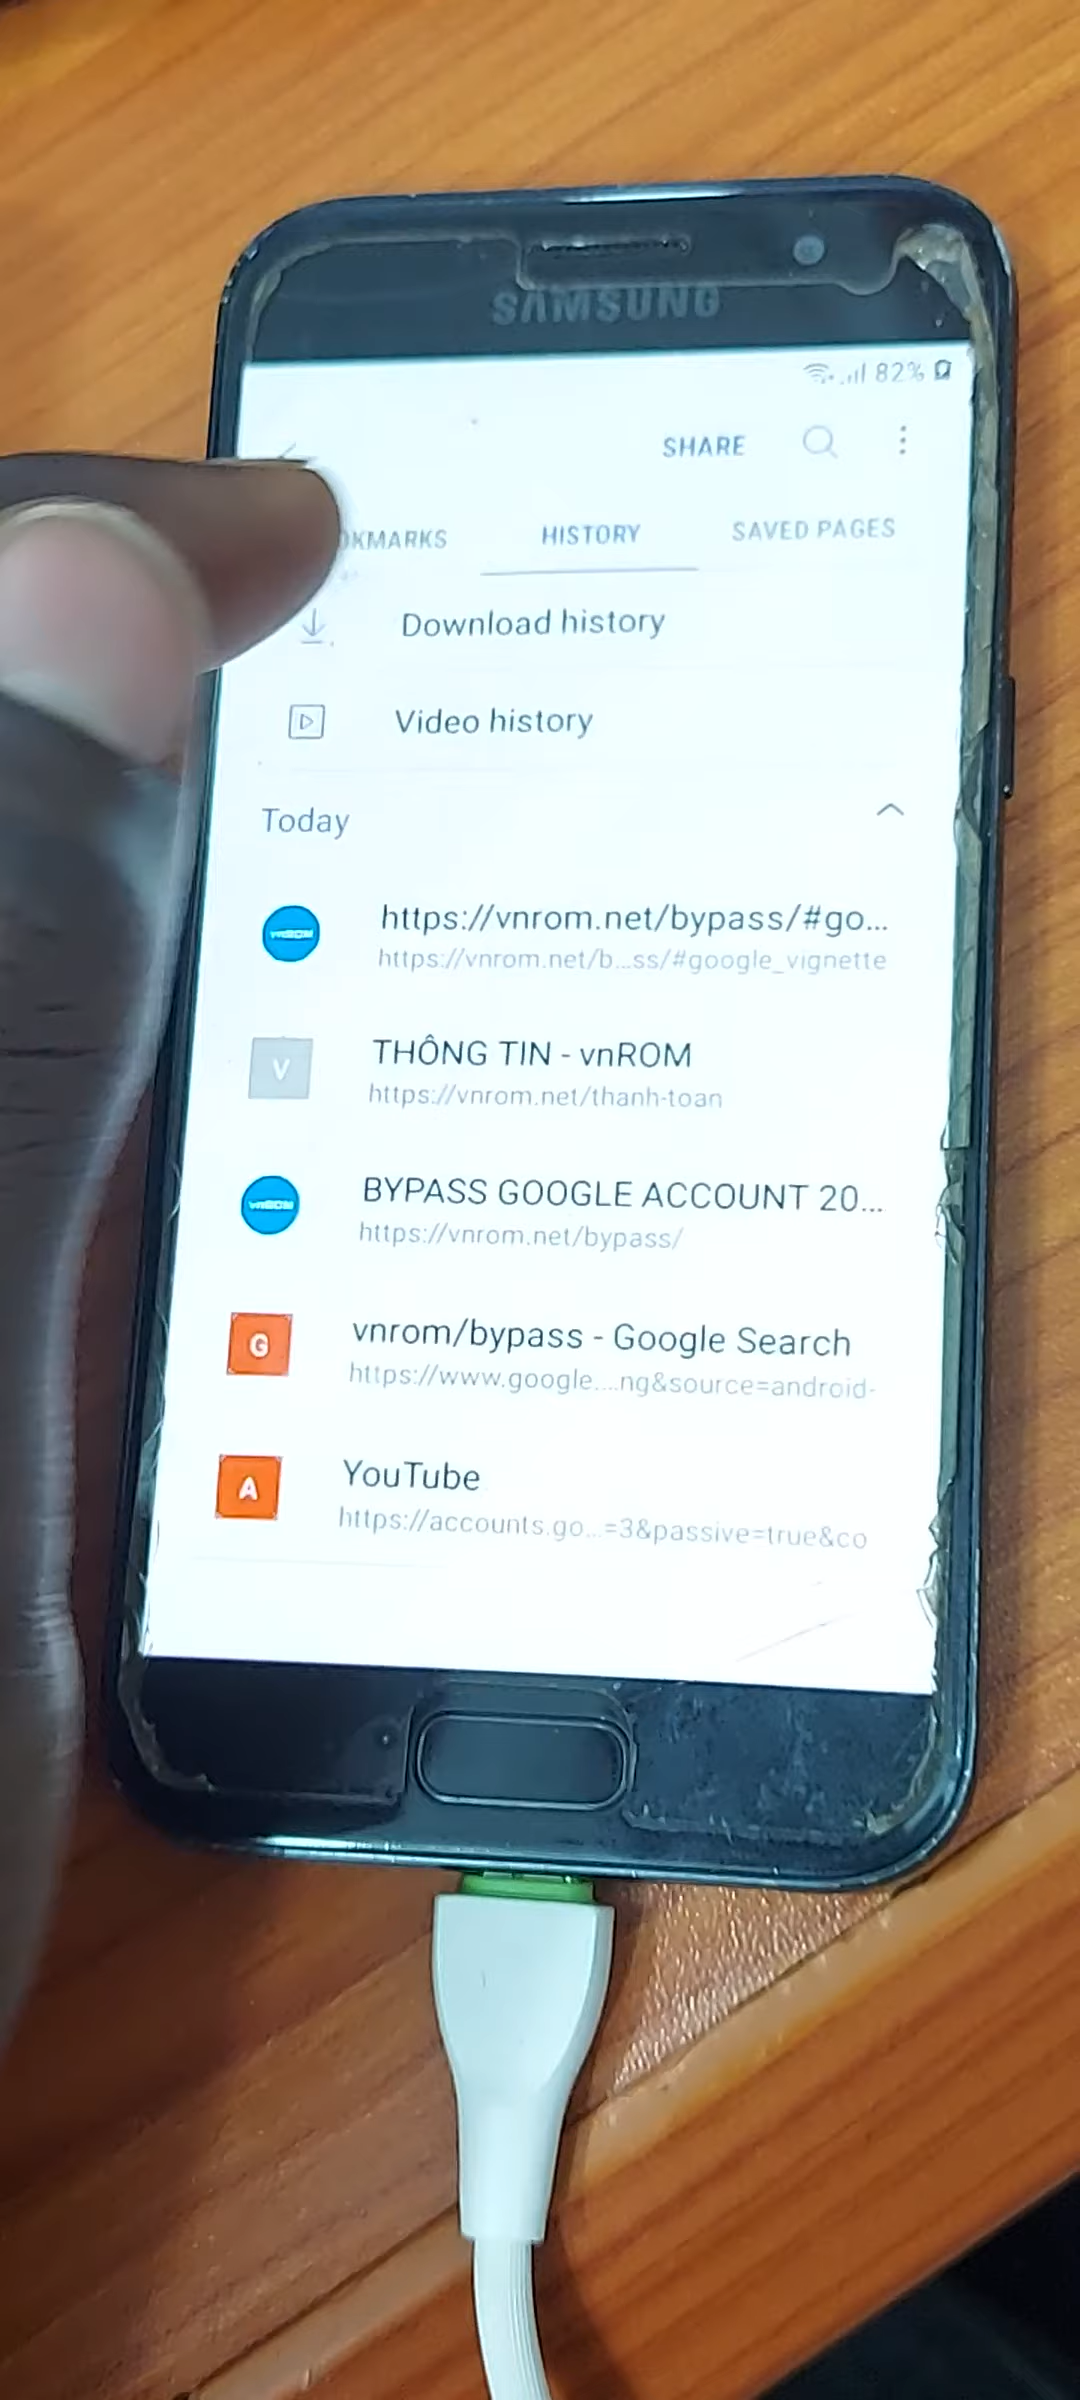 SAMSUNG
82%
SHARE
OKMARKS HISTORY SAVED PAGES
Download history
Video history
Today
https://vnrom.net/bypass/#go...
https://vnrom.net/b...ss/#google_vignette
V
THÔNG TIN - vnROM
https://vnrom.net/thanh-toan
BYPASS GOOGLE ACCOUNT 20...
https://vnrom.net/bypass/
G
vnrom/bypass - Google Search
https://www.google....ng&source=android-
A
YouTube
https://accounts.go...=3&passive=true&co